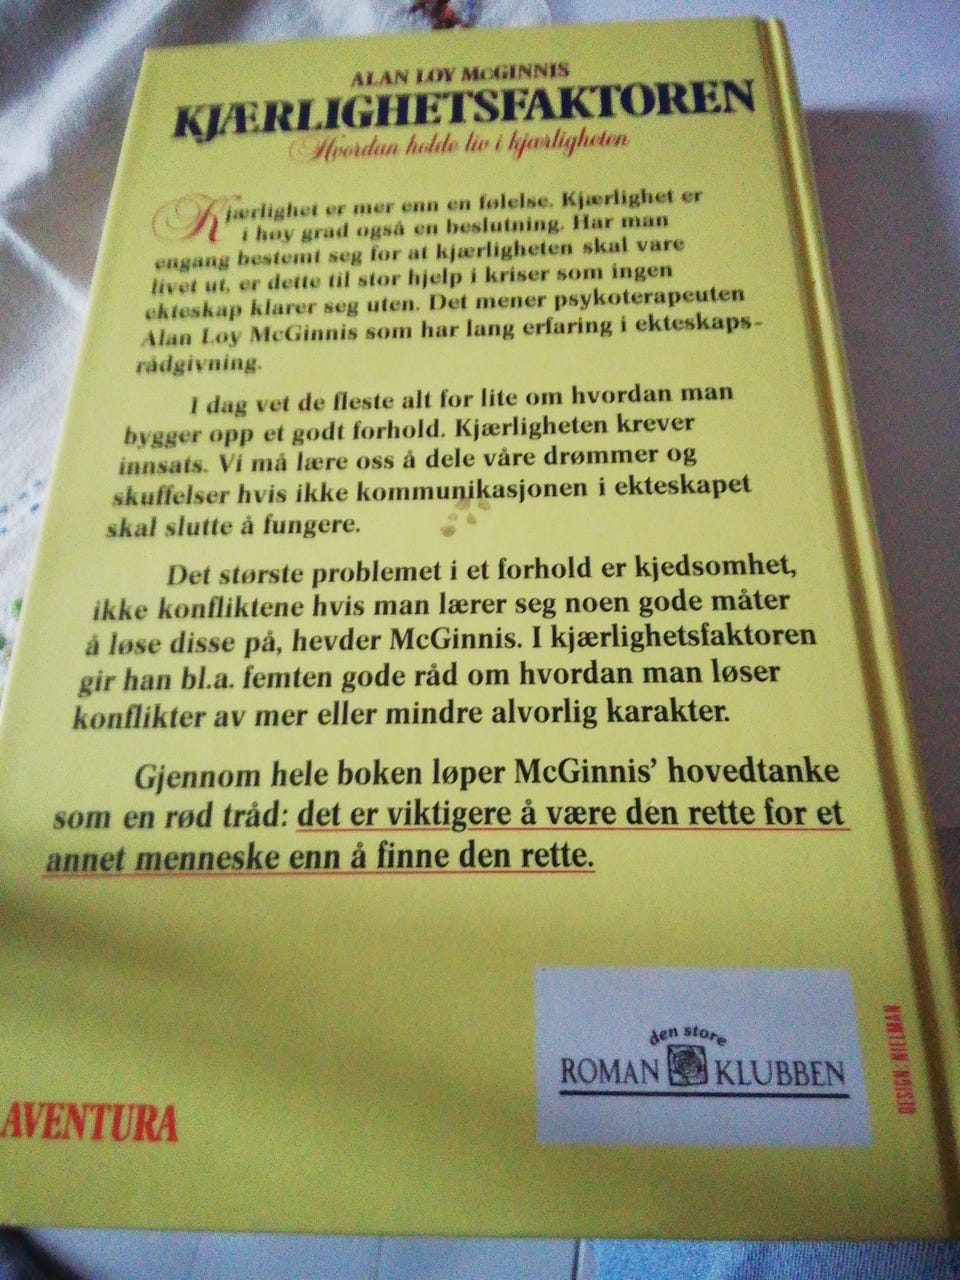 ALAN LOY McGINNIS
KJÆRLIGHETSFAKTOREN
Hvordan holde liv i kjærligheten
Kjærlighet er mer enn en følelse. Kjærlighet er
i høy grad også en beslutning. Har man
engang bestemt seg for at kjærligheten skal vare
livet ut, er dette til stor hjelp i kriser som ingen
ekteskap klarer seg uten. Det mener psykoterapeuten
Alan Loy McGinnis som har lang erfaring i ekteskaps-
rådgivning.
I dag vet de fleste alt for lite om hvordan man
bygger opp et godt forhold. Kjærligheten krever
innsats. Vi må lære oss å dele våre drømmer og
skuffelser hvis ikke kommunikasjonen i ekteskapet
skal slutte å fungere.
Det største problemet i et forhold er kjedsomhet,
ikke konfliktene hvis man lærer seg noen gode måter
å løse disse på, hevder McGinnis. I kjærlighetsfaktoren
gir han bl.a. femten gode råd om hvordan man løser
konflikter av mer eller mindre alvorlig karakter.
Gjennom hele boken løper McGinnis' hovedtanke
som en rød tråd: det er viktigere å være den rette for et
annet menneske enn å finne den rette.
den store
ROMAN KLUBBEN
DESIGN: NIELMAN
AVENTURA